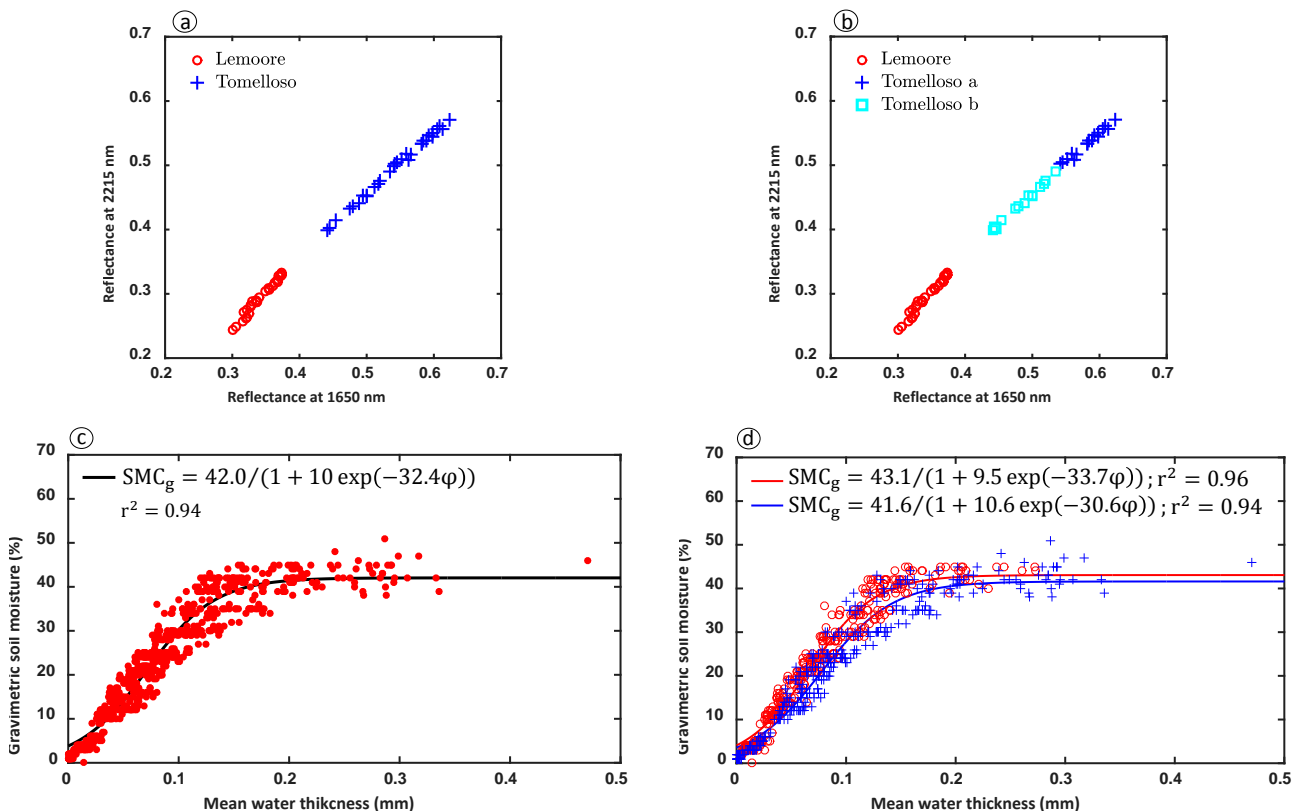 ⓐ
0.7
0.6
0.5
0.4
0.3
0.2
Reflectance at 2215 nm
Lemoore
Tomelloso
0.2 0.3 0.4 0.5 0.6 0.7
Reflectance at 1650 nm
ⓑ
0.7
0.6
0.5
0.4
0.3
0.2
Reflectance at 2215 nm
Lemoore
Tomelloso a
Tomelloso b
0.2 0.3 0.4 0.5 0.6 0.7
Reflectance at 1650 nm
ⓒ
70
60
50
40
30
20
10
0
Gravimetric soil moisture (%)
SMCg = 42.0/(1 + 10 exp(−32.4φ))
r² = 0.94
0 0.1 0.2 0.3 0.4 0.5
Mean water thikcness (mm)
ⓓ
70
60
50
40
30
20
10
0
Gravimetric soil moisture (%)
SMCg = 43.1/(1 + 9.5 exp(−33.7φ)); r² = 0.96
SMCg = 41.6/(1 + 10.6 exp(−30.6φ)); r² = 0.94
0 0.1 0.2 0.3 0.4 0.5
Mean water thikcness (mm)